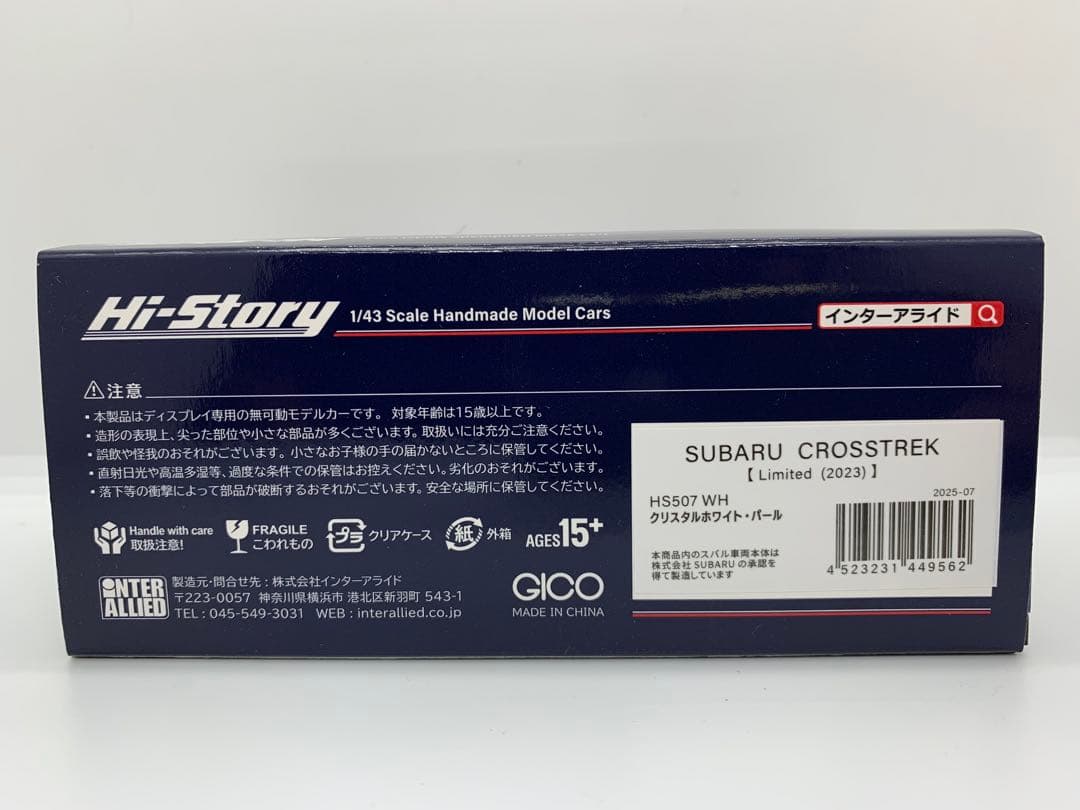 Hi-Story 1/43 Scale Handmade Model Cars
インターアライド
注意
・本製品はディスプレイ専用の無可動モデルカーです。 対象年齢は15歳以上です。
・造形の表現上、尖った部位や小さな部品が多くございます。取扱いには充分ご注意ください。
・誤飲や怪我のおそれがございます。小さなお子様の手の届かないところに保管してください。
・直射日光や高温多湿等、過度な条件での保管はお控えください。劣化のおそれがございます。
・落下等の衝撃によって部品が破断するおそれがございます。安全な場所に保管してください。
Handle with care
取扱注意!
FRAGILE
こわれもの
プラ クリアケース
紙 外箱
AGES15+
INTER
ALLIED
製造元・問合せ先：株式会社インターアライド
〒223-0057 神奈川県横浜市 港北区新羽町 543-1
TEL : 045-549-3031 WEB : interallied.co.jp
GICO
MADE IN CHINA
SUBARU CROSSTREK
【 Limited (2023) 】
HS507 WH
クリスタルホワイト・パール
2025-07
本商品内のスバル車両本体は
株式会社 SUBARU の承認を
得て製造しています
4 523231 449562